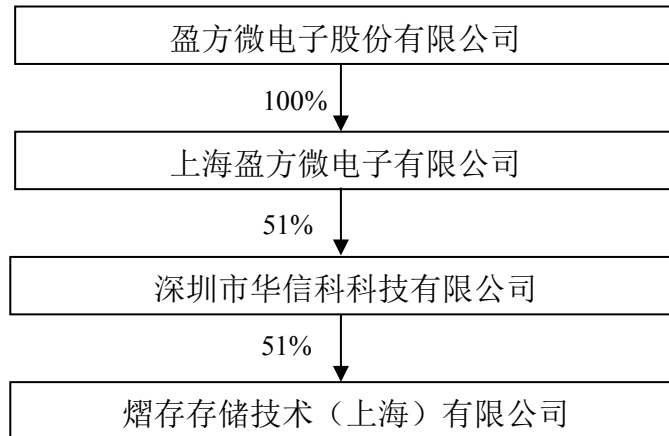 盈方微电子股份有限公司
100%
上海盈方微电子有限公司
51%
深圳市华信科科技有限公司
51%
熠存存储技术（上海）有限公司